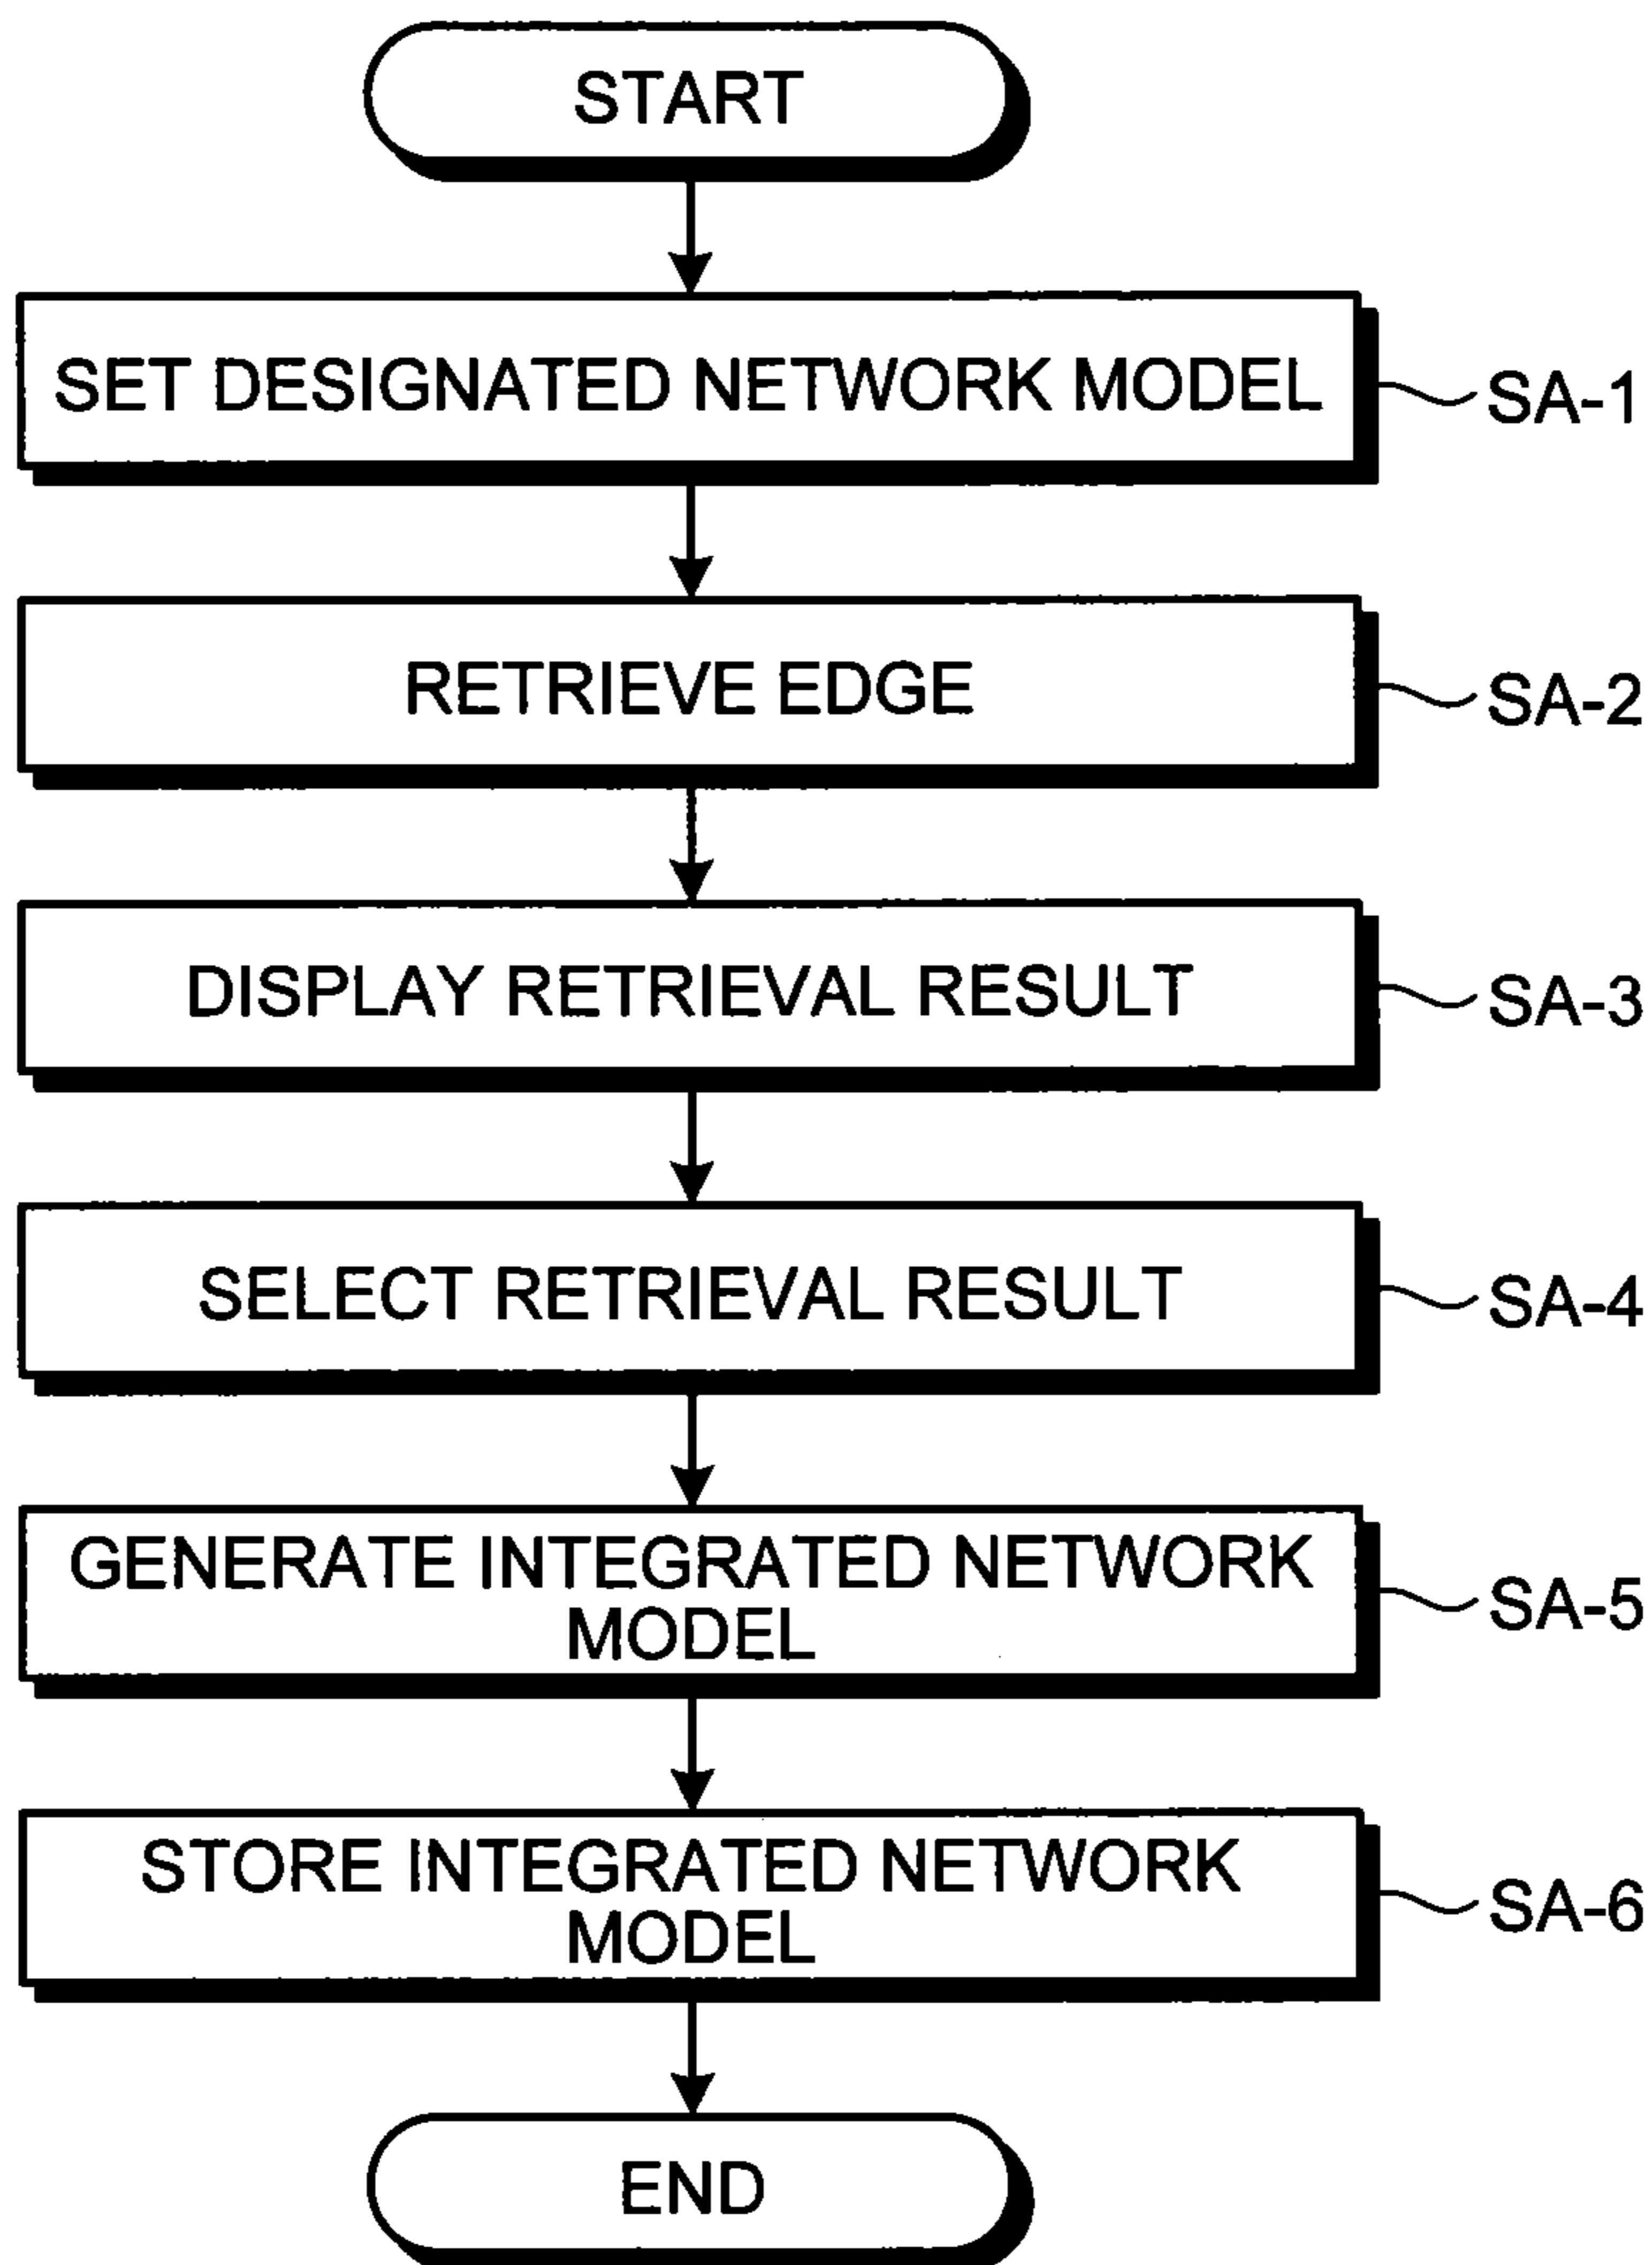 START
SET DESIGNATED NETWORK MODEL
SA-1
RETRIEVE EDGE
SA-2
DISPLAY RETRIEVAL RESULT
SA-3
SELECT RETRIEVAL RESULT
SA-4
GENERATE INTEGRATED NETWORK
MODEL
SA-5
STORE INTEGRATED NETWORK
MODEL
SA-6
END